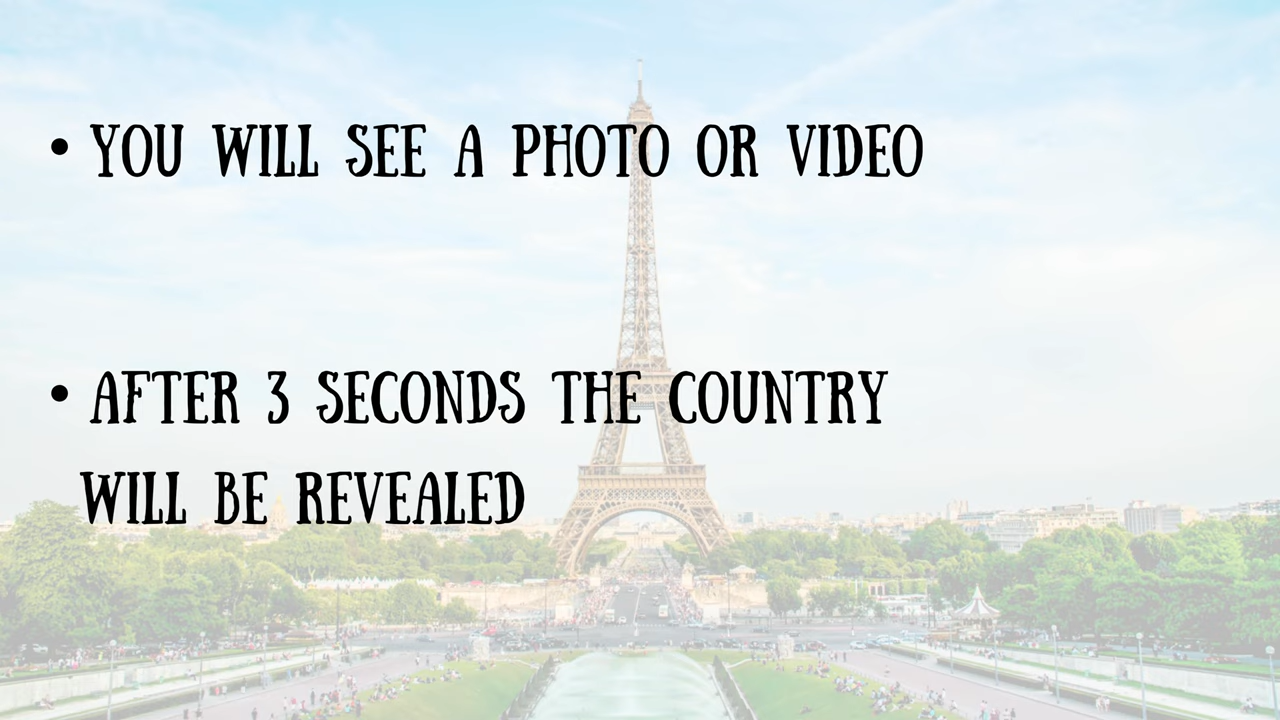 • YOU WILL SEE A PHOTO OR VIDEO
• AFTER 3 SECONDS THE COUNTRY
WILL BE REVEALED